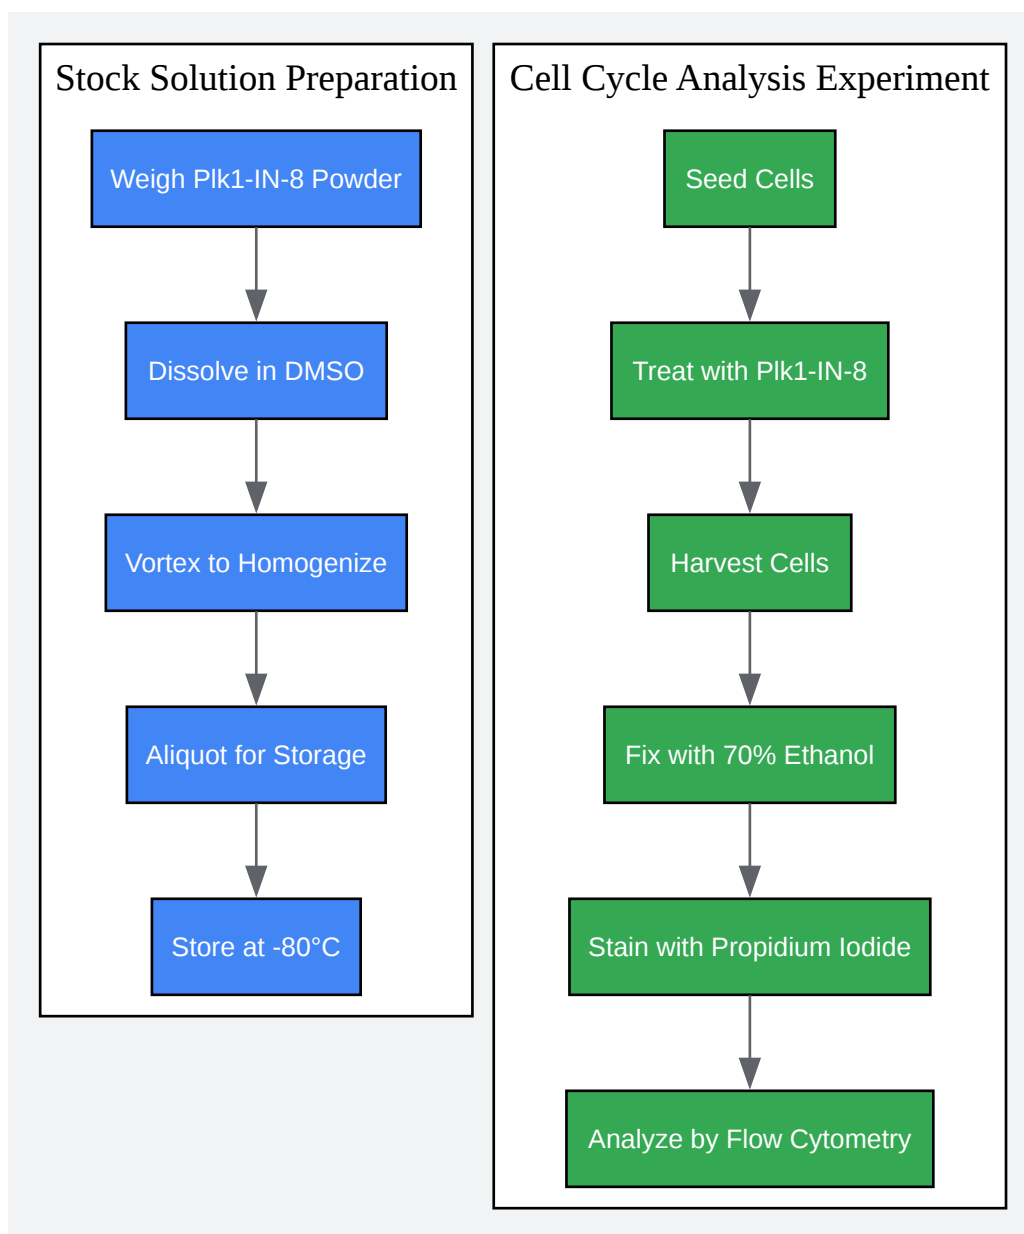 Stock Solution Preparation
Weigh Plk1-IN-8 Powder
Dissolve in DMSO
Vortex to Homogenize
Aliquot for Storage
Store at -80°C
Cell Cycle Analysis Experiment
Seed Cells
Treat with Plk1-IN-8
Harvest Cells
Fix with 70% Ethanol
Stain with Propidium Iodide
Analyze by Flow Cytometry